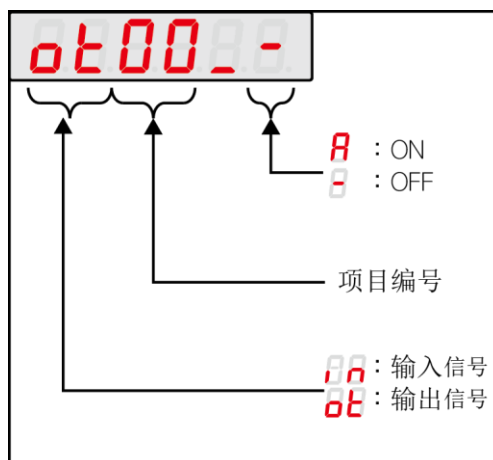 ot00_ -
A : ON
- : OFF
项目编号
in : 输入信号
ot : 输出信号